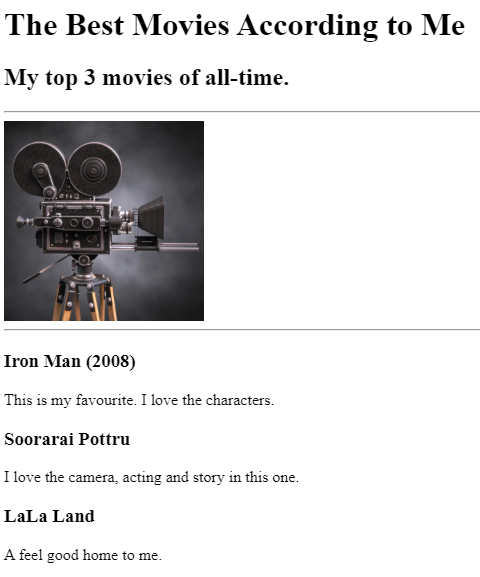 The Best Movies According to Me
My top 3 movies of all-time.
Iron Man (2008)
This is my favourite. I love the characters.
Soorarai Pottru
I love the camera, acting and story in this one.
LaLa Land
A feel good home to me.